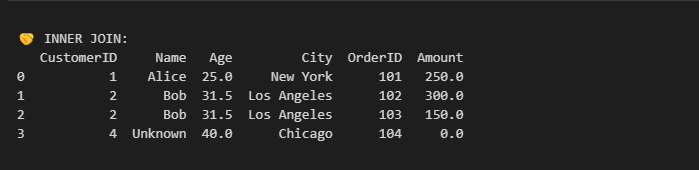 🤝 INNER JOIN:
   CustomerID     Name   Age         City  OrderID  Amount
0           1    Alice  25.0     New York      101   250.0
1           2      Bob  31.5  Los Angeles      102   300.0
2           2      Bob  31.5  Los Angeles      103   150.0
3           4  Unknown  40.0      Chicago      104     0.0